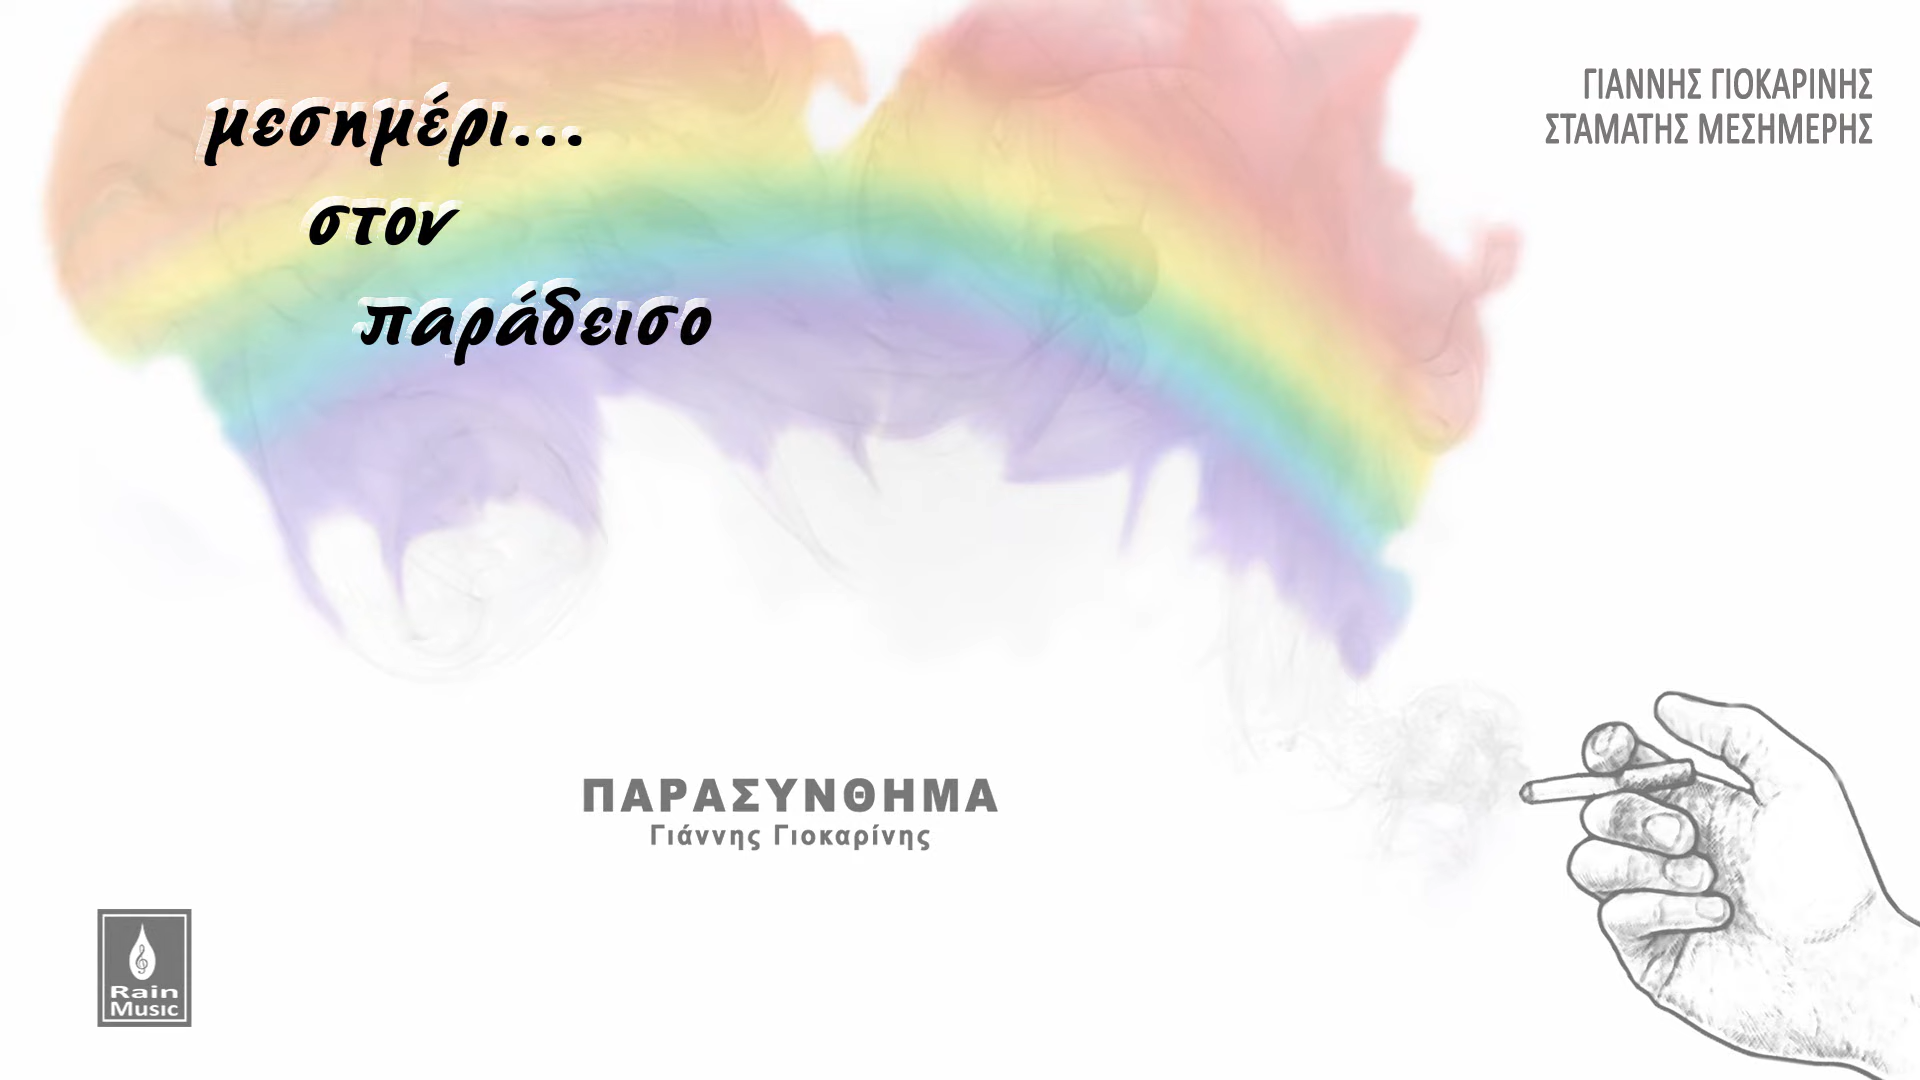 μεσημέρι...
στον
παράδεισο
ΓΙΑΝΝΗΣ ΓΙΟΚΑΡΙΝΗΣ
ΣΤΑΜΑΤΗΣ ΜΕΣΗΜΕΡΗΣ
ΠΑΡΑΣΥΝΘΗΜΑ
Γιάννης Γιοκαρίνης
Rain
Music